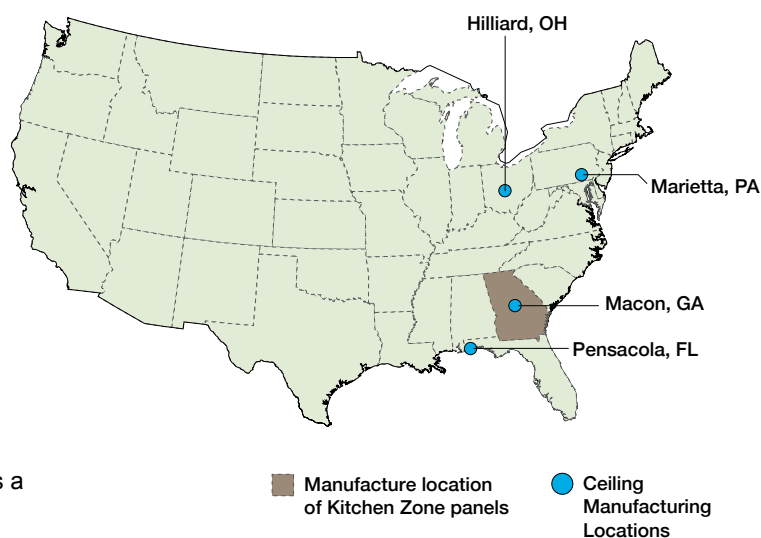 Hilliard, OH
Marietta, PA
Macon, GA
Pensacola, FL
s a
Manufacture location
of Kitchen Zone panels
Ceiling
Manufacturing
Locations